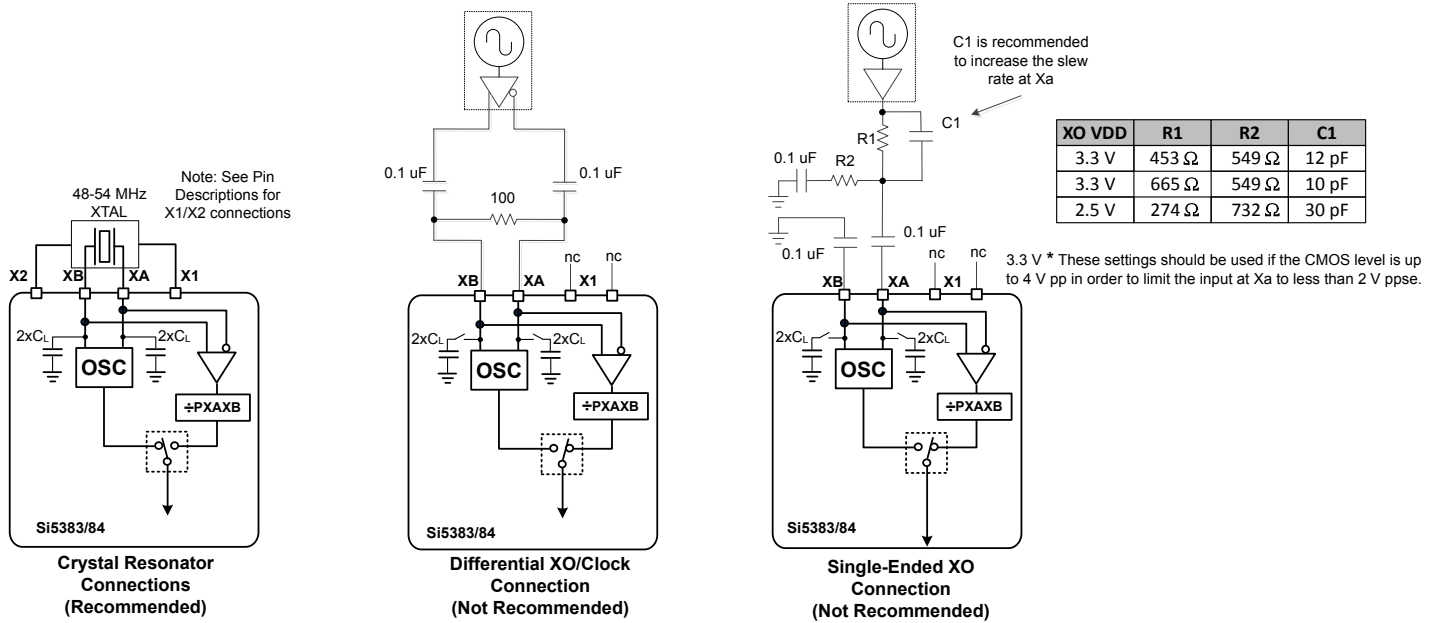 48-54 MHz
XTAL
Note: See Pin
Descriptions for
X1/X2 connections
X2
XB
XA
X1
2xCL
2xCL
OSC
÷PXAXB
Si5383/84
Crystal Resonator
Connections
(Recommended)
0.1 uF
0.1 uF
100
nc
nc
XB
XA
X1
2xCL
2xCL
OSC
÷PXAXB
Si5383/84
Differential XO/Clock
Connection
(Not Recommended)
C1 is recommended
to increase the slew
rate at Xa
C1
R1
0.1 uF
R2
0.1 uF
0.1 uF
nc
nc
XB
XA
X1
2xCL
2xCL
OSC
÷PXAXB
Si5383/84
Single-Ended XO
Connection
(Not Recommended)
XO VDD R1 R2 C1
3.3 V 453 Ω 549 Ω 12 pF
3.3 V 665 Ω 549 Ω 10 pF
2.5 V 274 Ω 732 Ω 30 pF
3.3 V * These settings should be used if the CMOS level is up
to 4 V pp in order to limit the input at Xa to less than 2 V ppse.